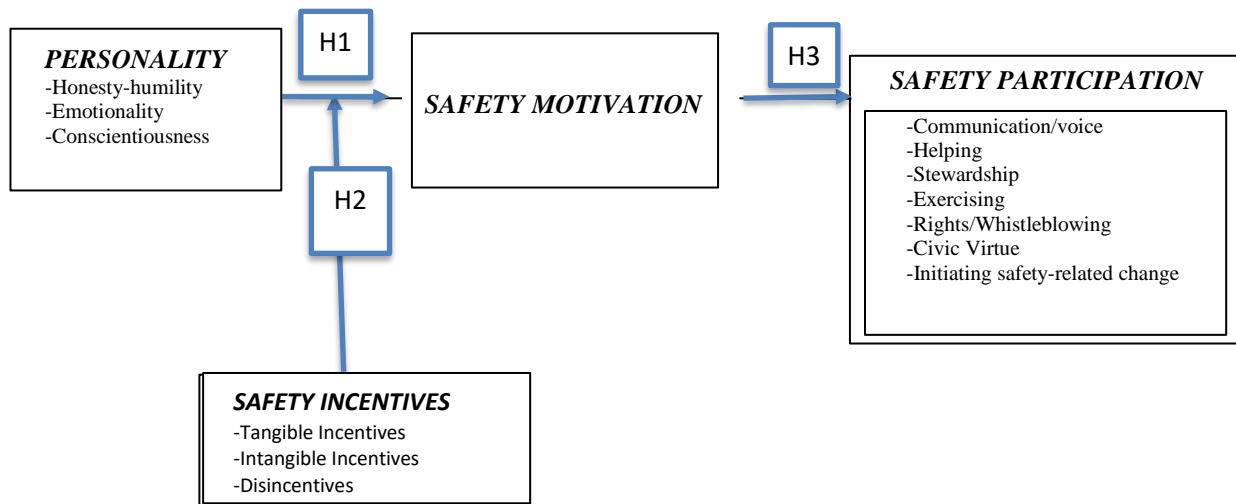 H1
H3
PERSONALITY
-Honesty-humility
-Emotionality
-Conscientiousness
SAFETY MOTIVATION
SAFETY PARTICIPATION
-Communication/voice
-Helping
-Stewardship
-Exercising
-Rights/Whistleblowing
-Civic Virtue
-Initiating safety-related change
H2
SAFETY INCENTIVES
-Tangible Incentives
-Intangible Incentives
-Disincentives